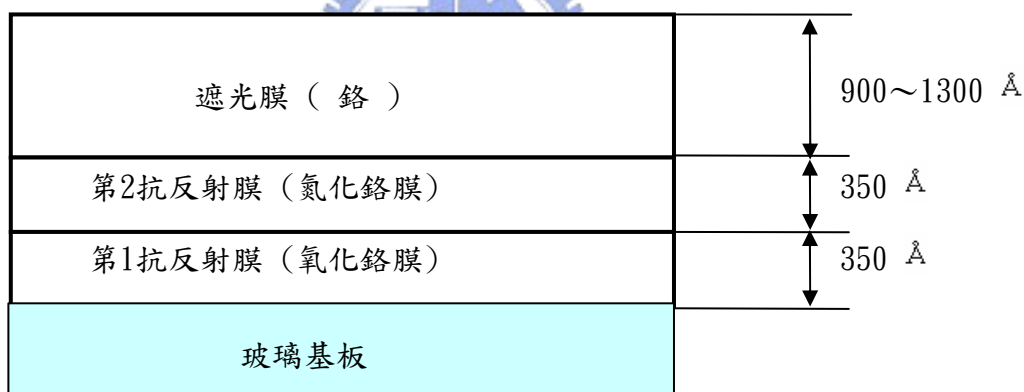 遮光膜（ 鉻 ）
900～1300 Å
第2抗反射膜（氮化鉻膜）
350 Å
第1抗反射膜（氧化鉻膜）
350 Å
玻璃基板